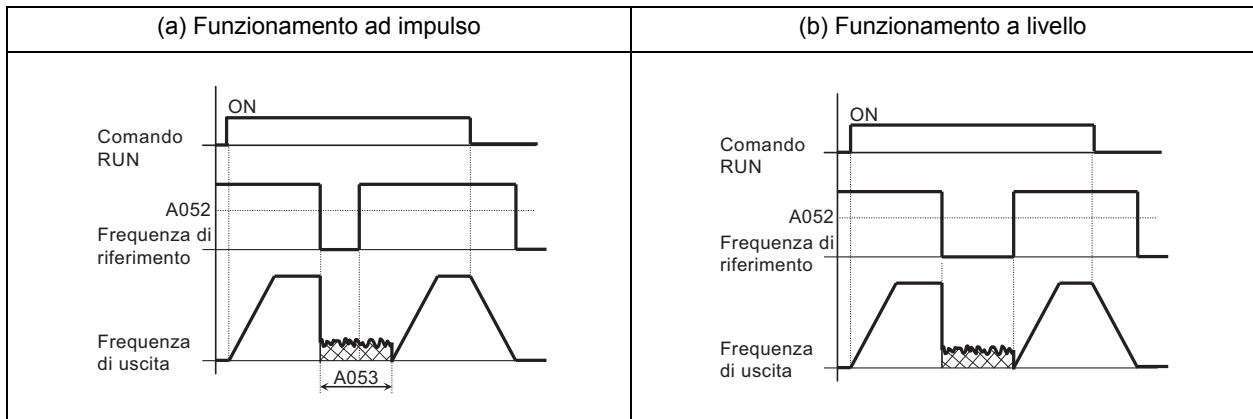 (a) Funzionamento ad impulso
(b) Funzionamento a livello
ON
Comando
RUN
A052
Frequenza di
riferimento
Frequenza
di uscita
A053
ON
Comando
RUN
A052
Frequenza di
riferimento
Frequenza
di uscita